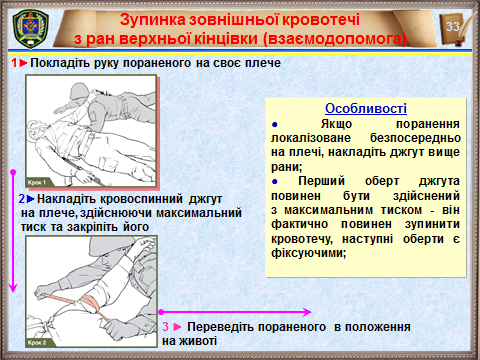 Зупинка зовнішньої кровотечі
з ран верхньої кінцівки (взаємодопомога)
33
1►Покладіть руку пораненого на своє плече
Крок 1
2►Накладіть кровоспинний джгут
на плече, здійснюючи максимальний
тиск та закріпіть його
Крок 2
3 ► Переведіть пораненого в положення
на животі
Особливості
● Якщо поранення
локалізоване безпосередньо
на плечі, накладіть джгут вище
рани;
● Перший оберт джгута
повинен бути здійснений
з максимальним тиском - він
фактично повинен зупинити
кровотечу, наступні оберти є
фіксуючими;